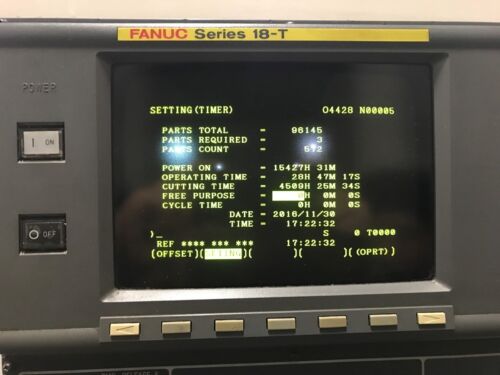 FANUC Series 18-T
POWER
SETTING(TIMER) O4428 N00005
PARTS TOTAL = 96145
PARTS REQUIRED = 3
PARTS COUNT = 572
POWER ON = 15427H 31M
I ON
OPERATING TIME = 28H 47M 17S
CUTTING TIME = 4509H 25M 34S
FREE PURPOSE = 0H 0M 0S
CYCLE TIME = 0H 0M 0S
DATE = 2016/11/30
TIME = 17:22:32
OFF
)_ S 0 T0000
REF **** *** *** 17:22:32
(OFFSET)(SETTING)( )( )(OPRT)